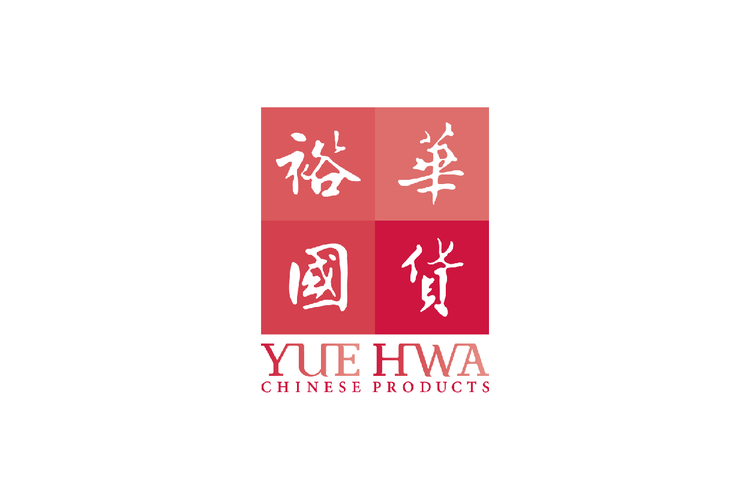 裕華
國貨
YUE HWA
CHINESE PRODUCTS